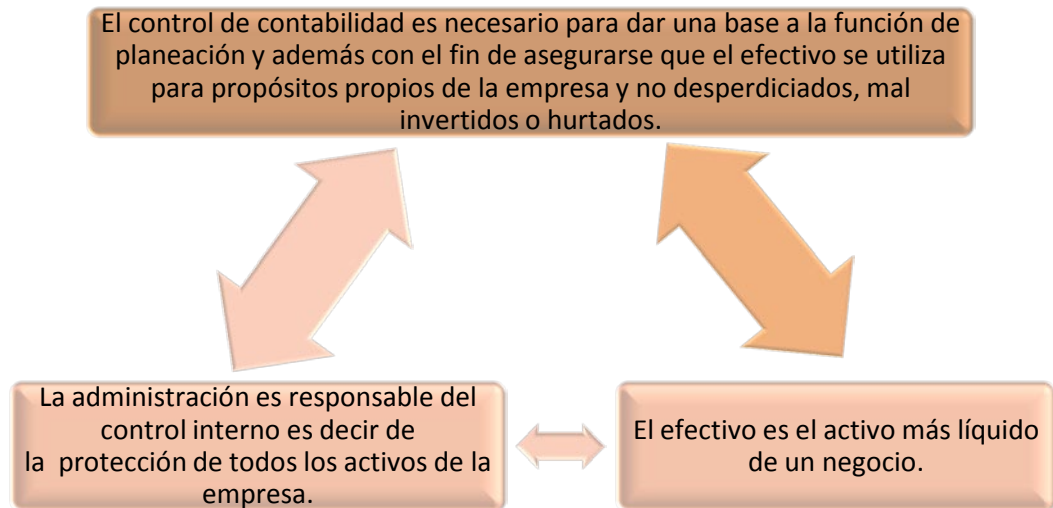 El control de contabilidad es necesario para dar una base a la función de
planeación y además con el fin de asegurarse que el efectivo se utiliza
para propósitos propios de la empresa y no desperdiciados, mal
invertidos o hurtados.
La administración es responsable del
control interno es decir de
la  protección de todos los activos de la
empresa.
El efectivo es el activo más líquido
de un negocio.